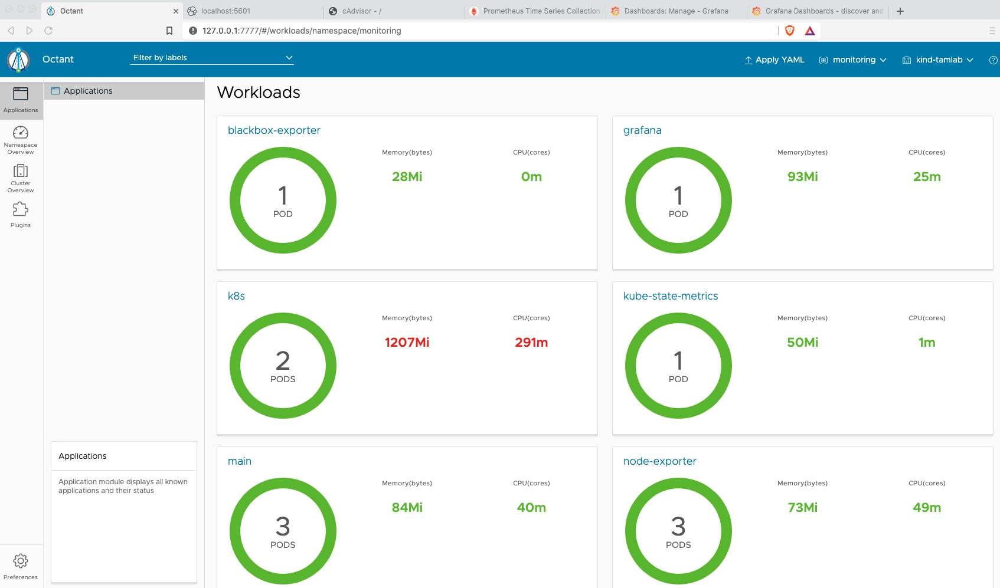 Octant
localhost:5601
cAdvisor - /
Prometheus Time Series Collection
Dashboards: Manage - Grafana
Grafana Dashboards - discover and
127.0.0.1:7777/#/workloads/namespace/monitoring
Octant
Filter by labels
Apply YAML
monitoring
kind-tamlab
Applications
Namespace
Overview
Cluster
Overview
Plugins
Preferences
Applications
Applications
Application module displays all known
applications and their status
Workloads
blackbox-exporter
1
POD
Memory(bytes)
28Mi
CPU(cores)
0m
grafana
1
POD
Memory(bytes)
93Mi
CPU(cores)
25m
k8s
2
PODS
Memory(bytes)
1207Mi
CPU(cores)
291m
kube-state-metrics
1
POD
Memory(bytes)
50Mi
CPU(cores)
1m
main
3
PODS
Memory(bytes)
84Mi
CPU(cores)
40m
node-exporter
3
PODS
Memory(bytes)
73Mi
CPU(cores)
49m